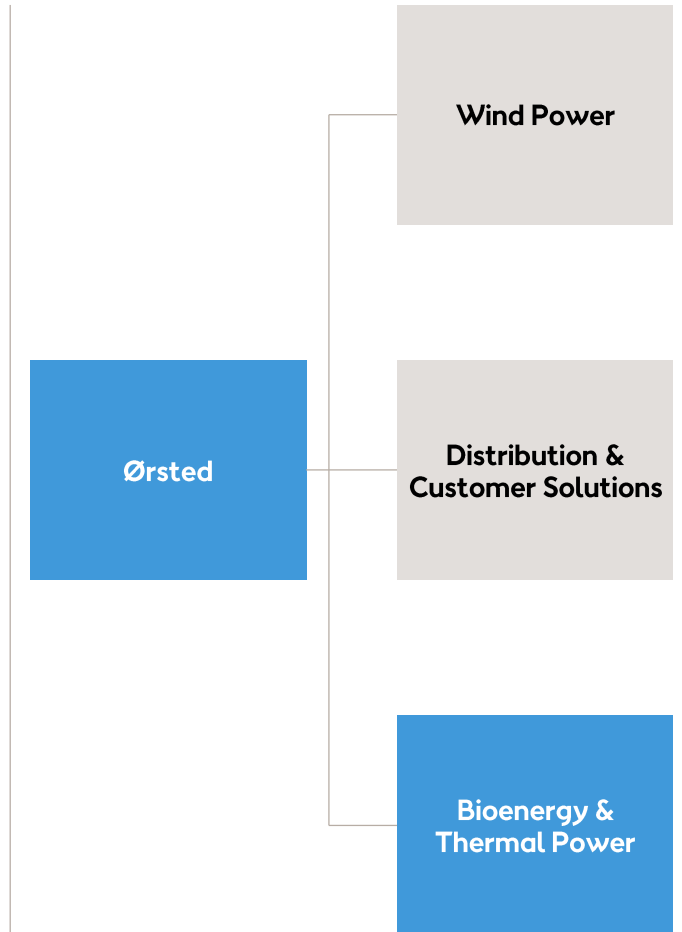 Wind Power
Ørsted
Distribution &
Customer Solutions
Bioenergy &
Thermal Power